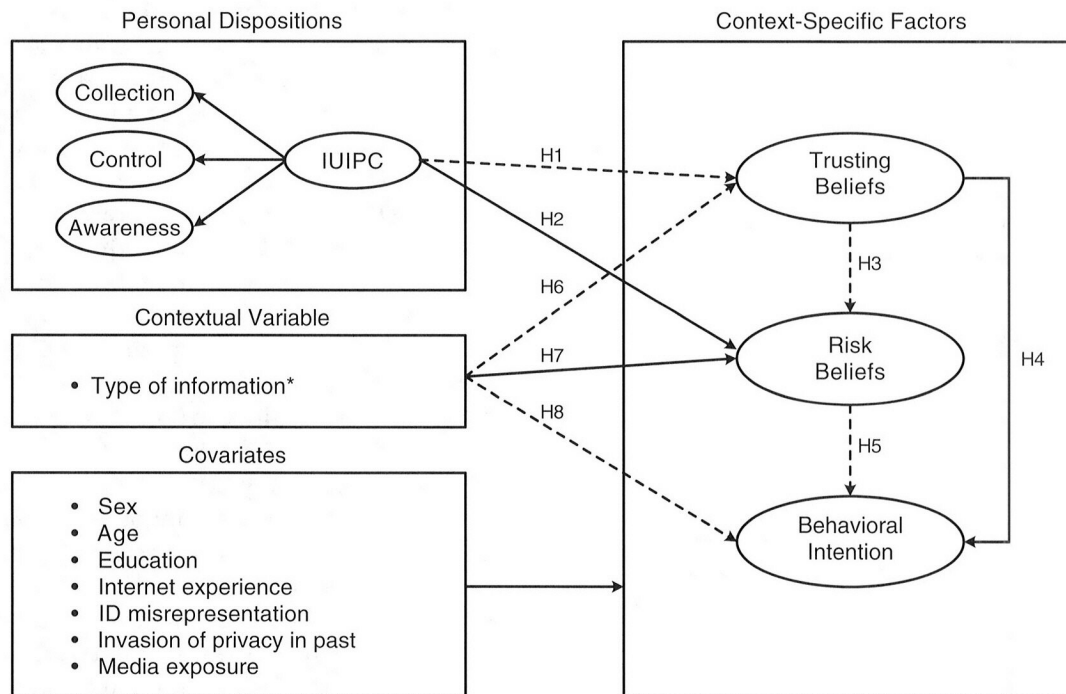 Personal Dispositions
Collection
Control
Awareness
IUIPC
Contextual Variable
• Type of information*
Covariates
• Sex
• Age
• Education
• Internet experience
• ID misrepresentation
• Invasion of privacy in past
• Media exposure
H1
H2
H6
H7
H8
Context-Specific Factors
Trusting
Beliefs
H3
Risk
Beliefs
H4
H5
Behavioral
Intention